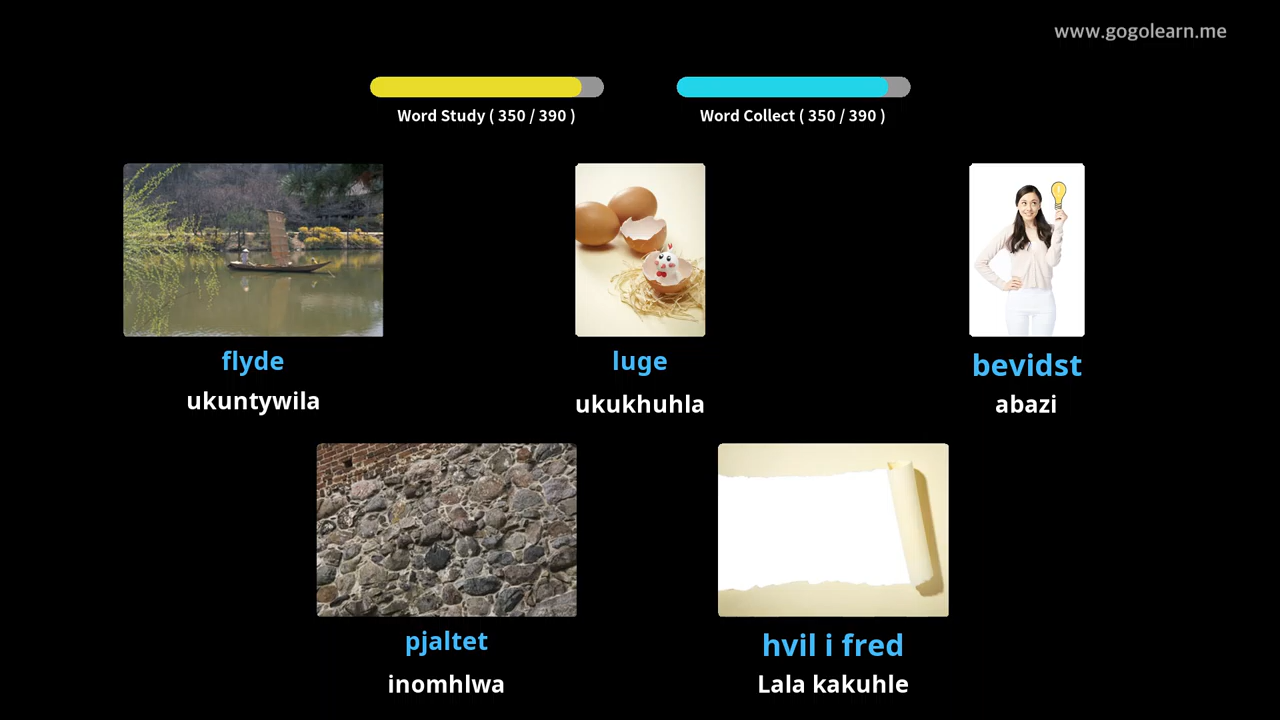 www.gogolearn.me
Word Study ( 350 / 390 )
Word Collect ( 350 / 390 )
flyde
ukuntywila
luge
ukukhuhla
bevidst
abazi
pjaltet
inomhlwa
hvil i fred
Lala kakuhle